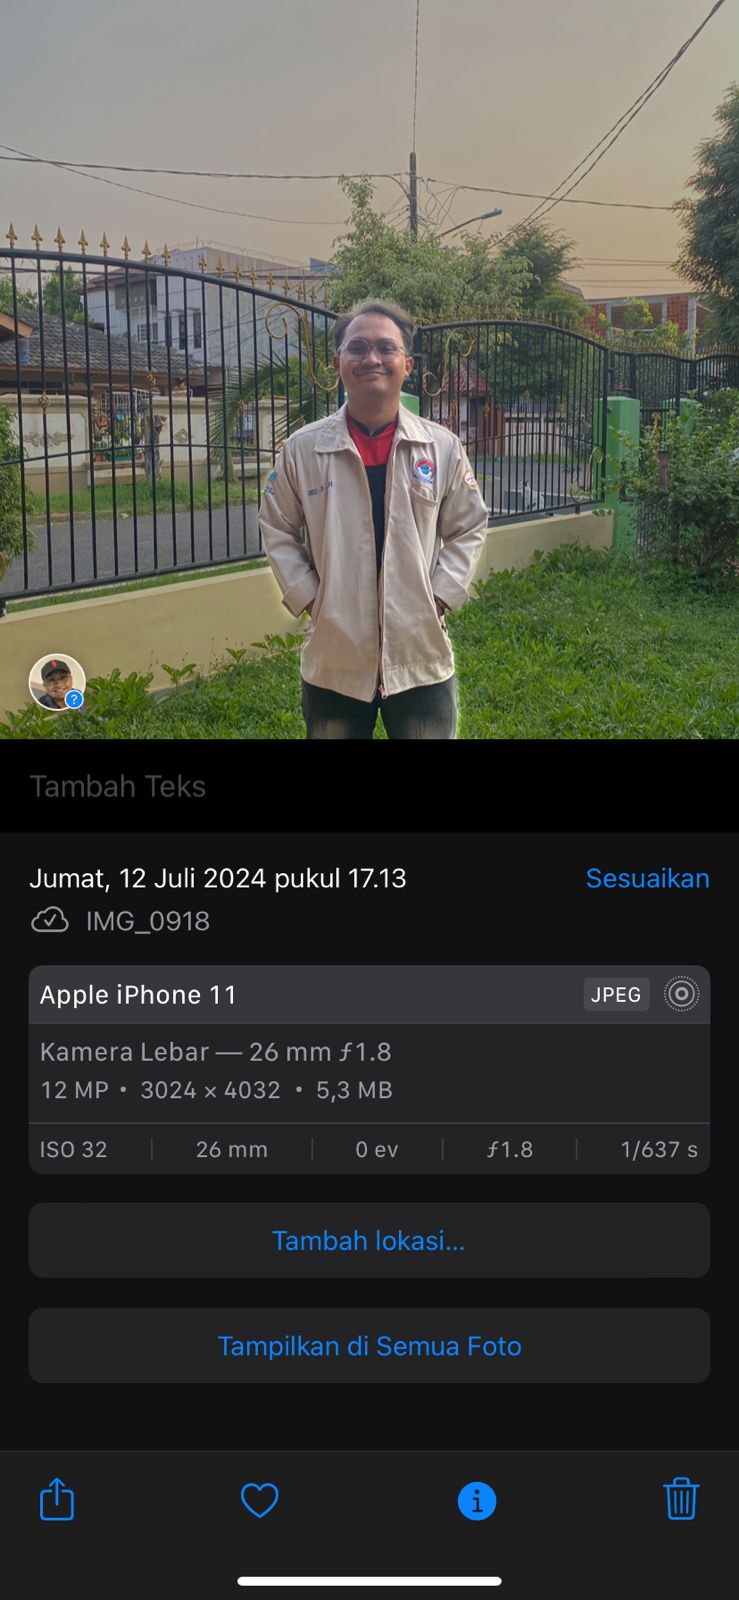 Tambah Teks
Jumat, 12 Juli 2024 pukul 17.13
Sesuaikan
IMG_0918
Apple iPhone 11
JPEG
Kamera Lebar — 26 mm ƒ1.8
12 MP • 3024 × 4032 • 5,3 MB
ISO 32 26 mm 0 ev ƒ1.8 1/637 s
Tambah lokasi...
Tampilkan di Semua Foto